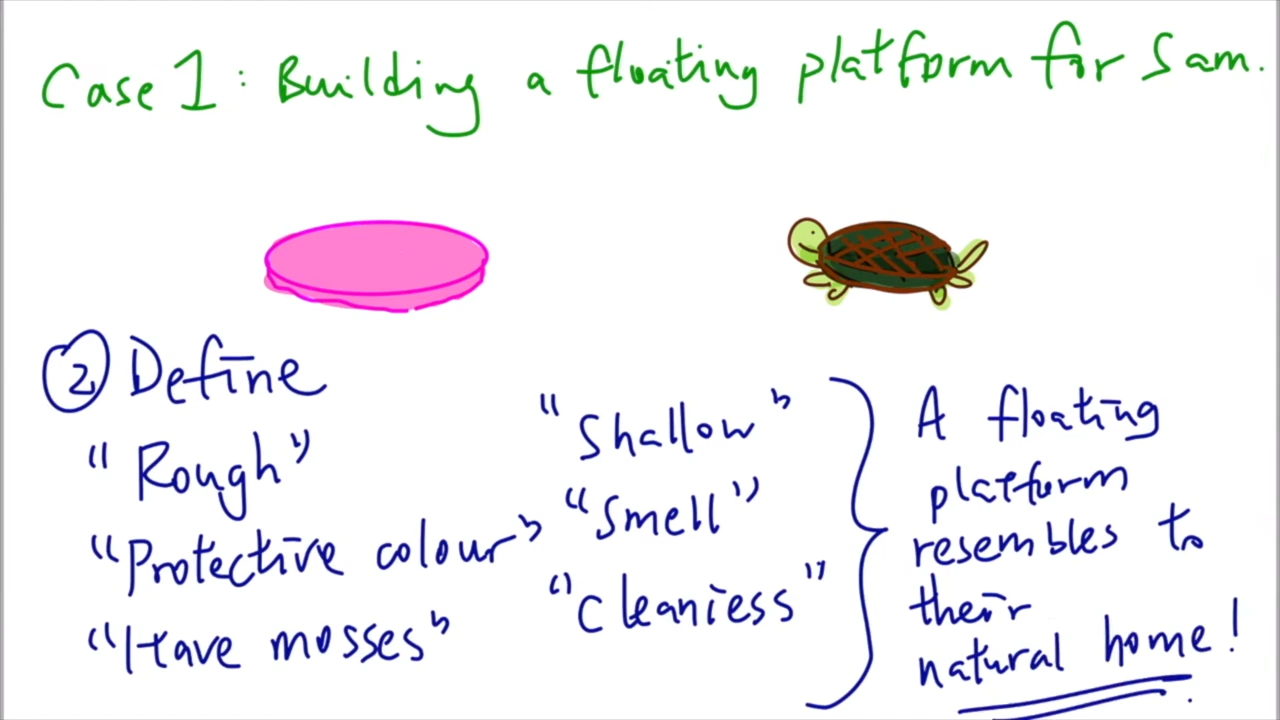 Case 1: Building a floating platform for Sam.
② Define
"Rough"
"Protective colour"
"Have mosses"
"Shallow"
"Smell"
"Cleaniess"
A floating
platform
resembles to
their
natural home!